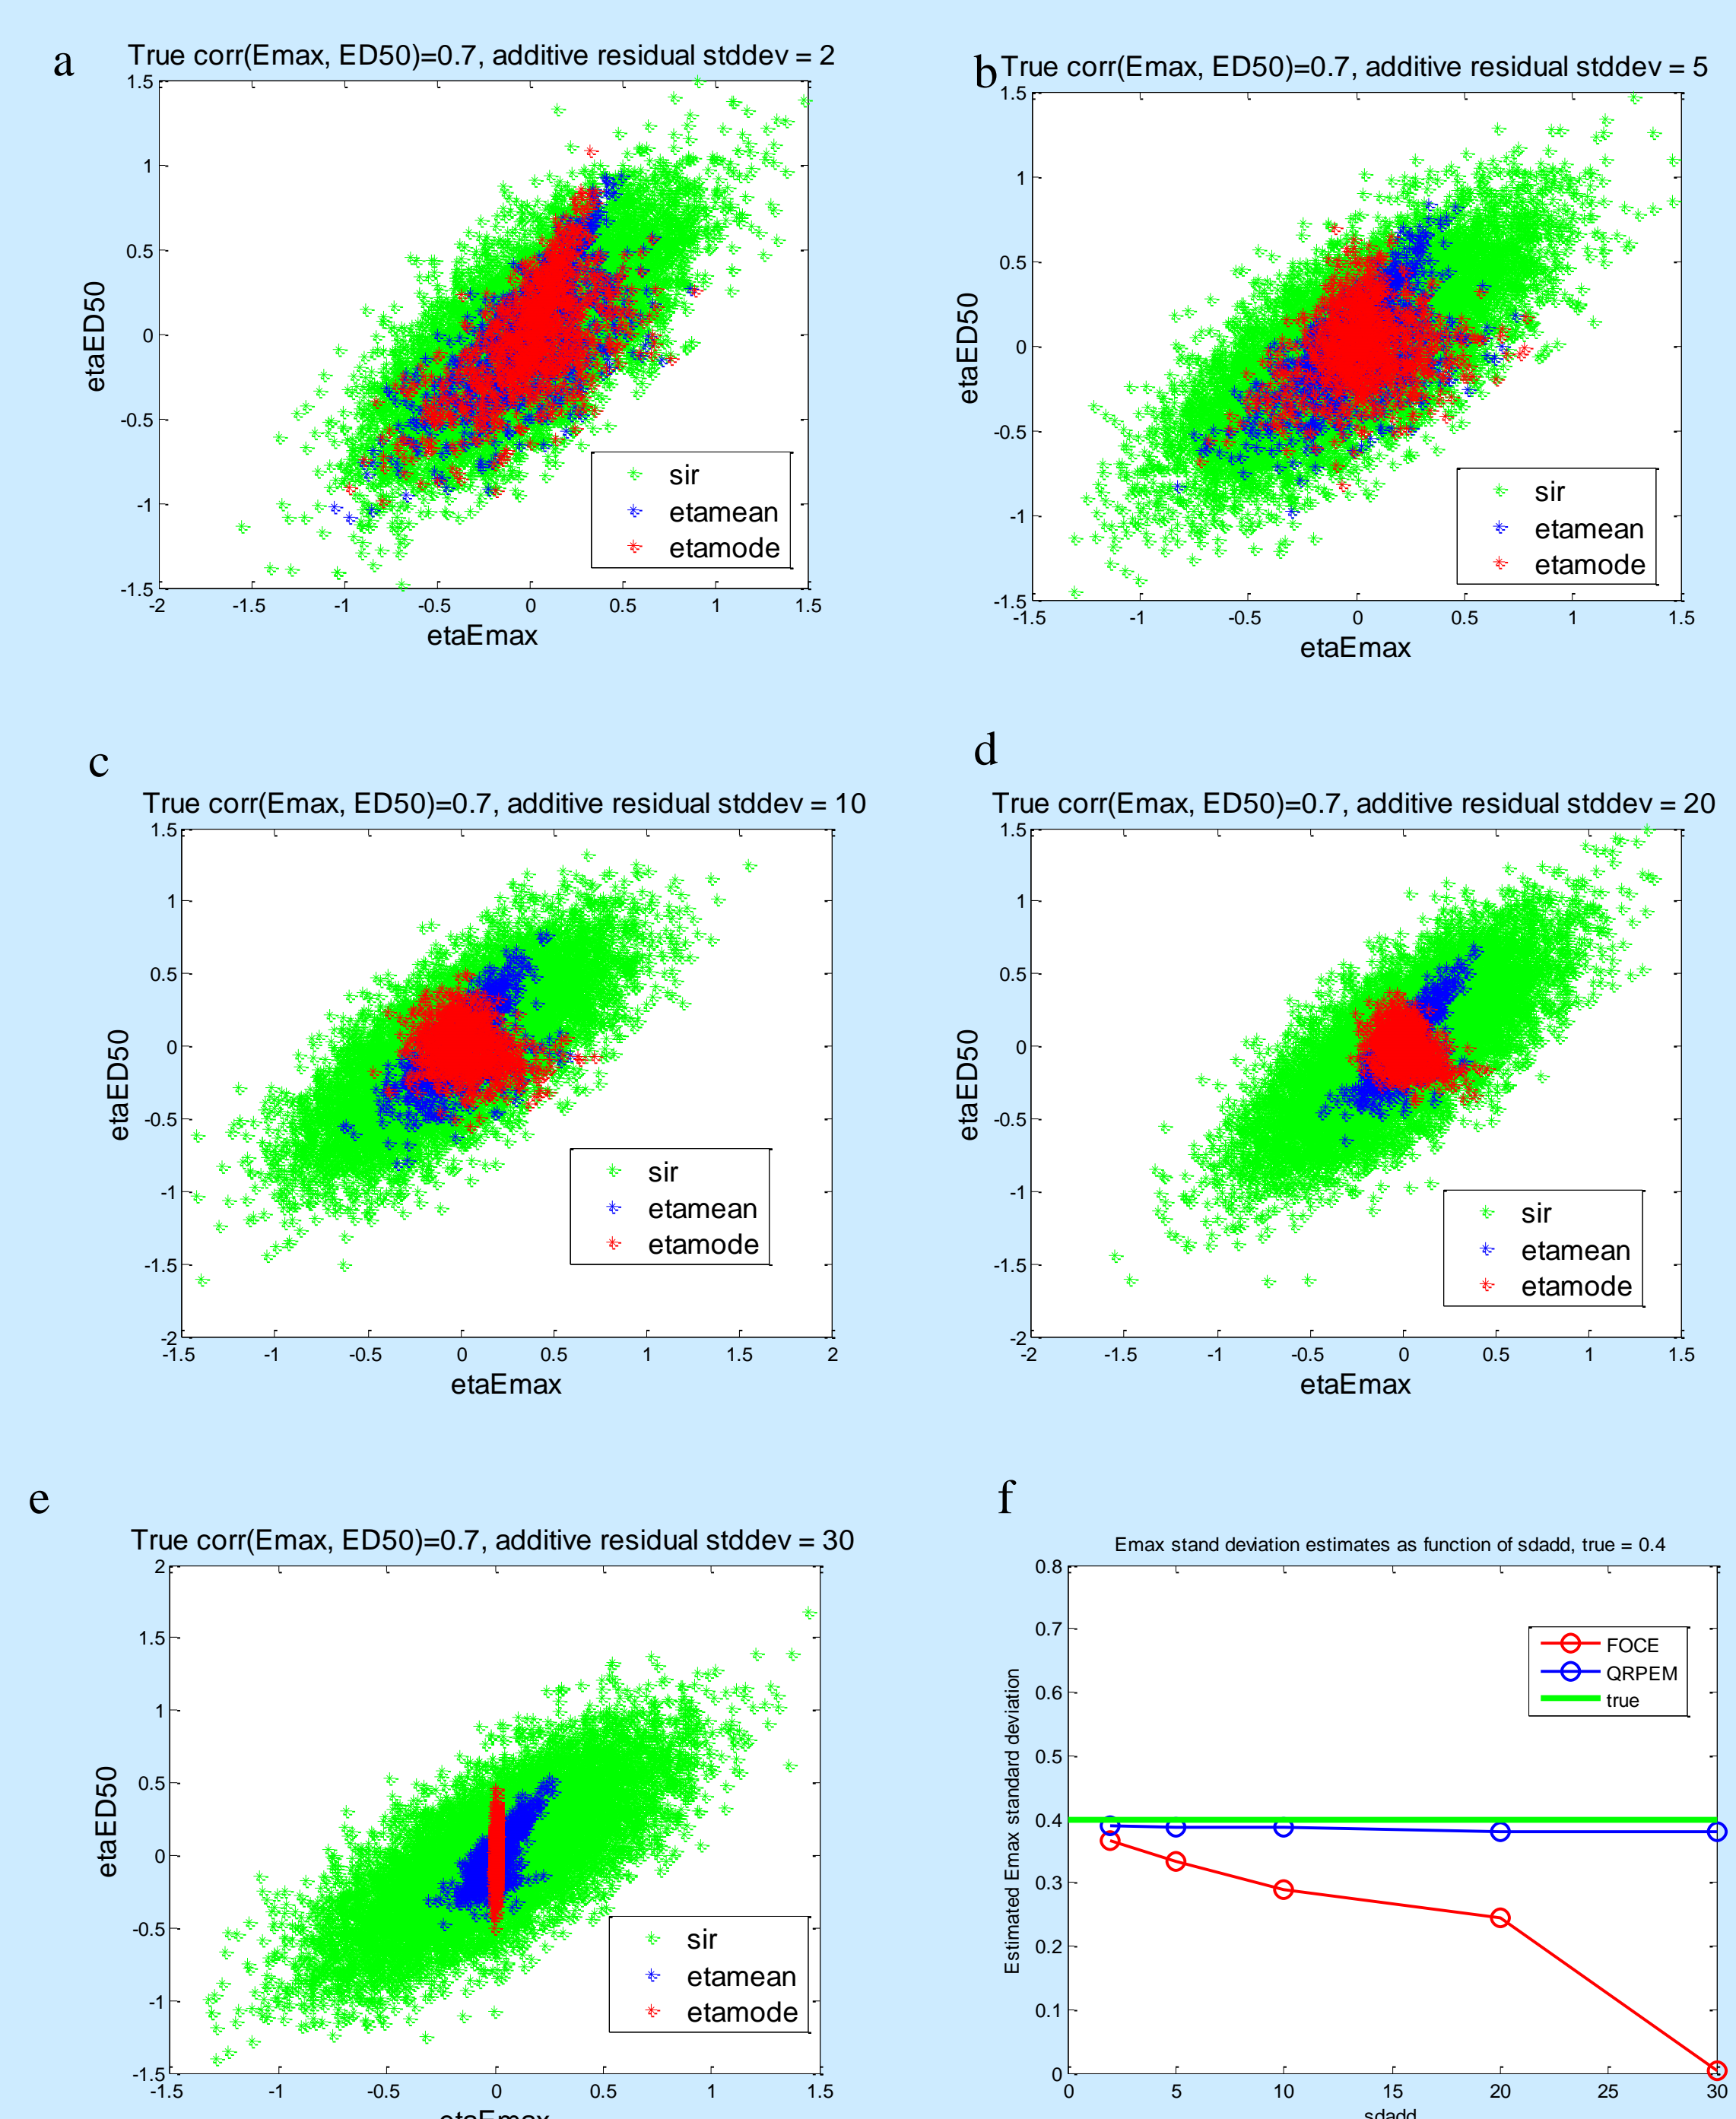 a
True corr(Emax, ED50)=0.7, additive residual stddev = 2
1.5
1
0.5
0
-0.5
-1
-1.5
etaED50
-2 -1.5 -1 -0.5 0 0.5 1 1.5
etaEmax
sir
etamean
etamode
b
True corr(Emax, ED50)=0.7, additive residual stddev = 5
1.5
1
0.5
0
-0.5
-1
-1.5
etaED50
-1.5 -1 -0.5 0 0.5 1 1.5
etaEmax
sir
etamean
etamode
c
True corr(Emax, ED50)=0.7, additive residual stddev = 10
1.5
1
0.5
0
-0.5
-1
-1.5
-2
etaED50
-1.5 -1 -0.5 0 0.5 1 1.5 2
etaEmax
sir
etamean
etamode
d
True corr(Emax, ED50)=0.7, additive residual stddev = 20
1.5
1
0.5
0
-0.5
-1
-1.5
-2
etaED50
-2 -1.5 -1 -0.5 0 0.5 1 1.5
etaEmax
sir
etamean
etamode
e
True corr(Emax, ED50)=0.7, additive residual stddev = 30
2
1.5
1
0.5
0
-0.5
-1
-1.5
etaED50
-1.5 -1 -0.5 0 0.5 1 1.5
etaEmax
sir
etamean
etamode
f
Emax stand deviation estimates as function of sdadd, true = 0.4
0.8
0.7
0.6
0.5
0.4
0.3
0.2
0.1
0
Estimated Emax standard deviation
0 5 10 15 20 25 30
sdadd
FOCE
QRPEM
true